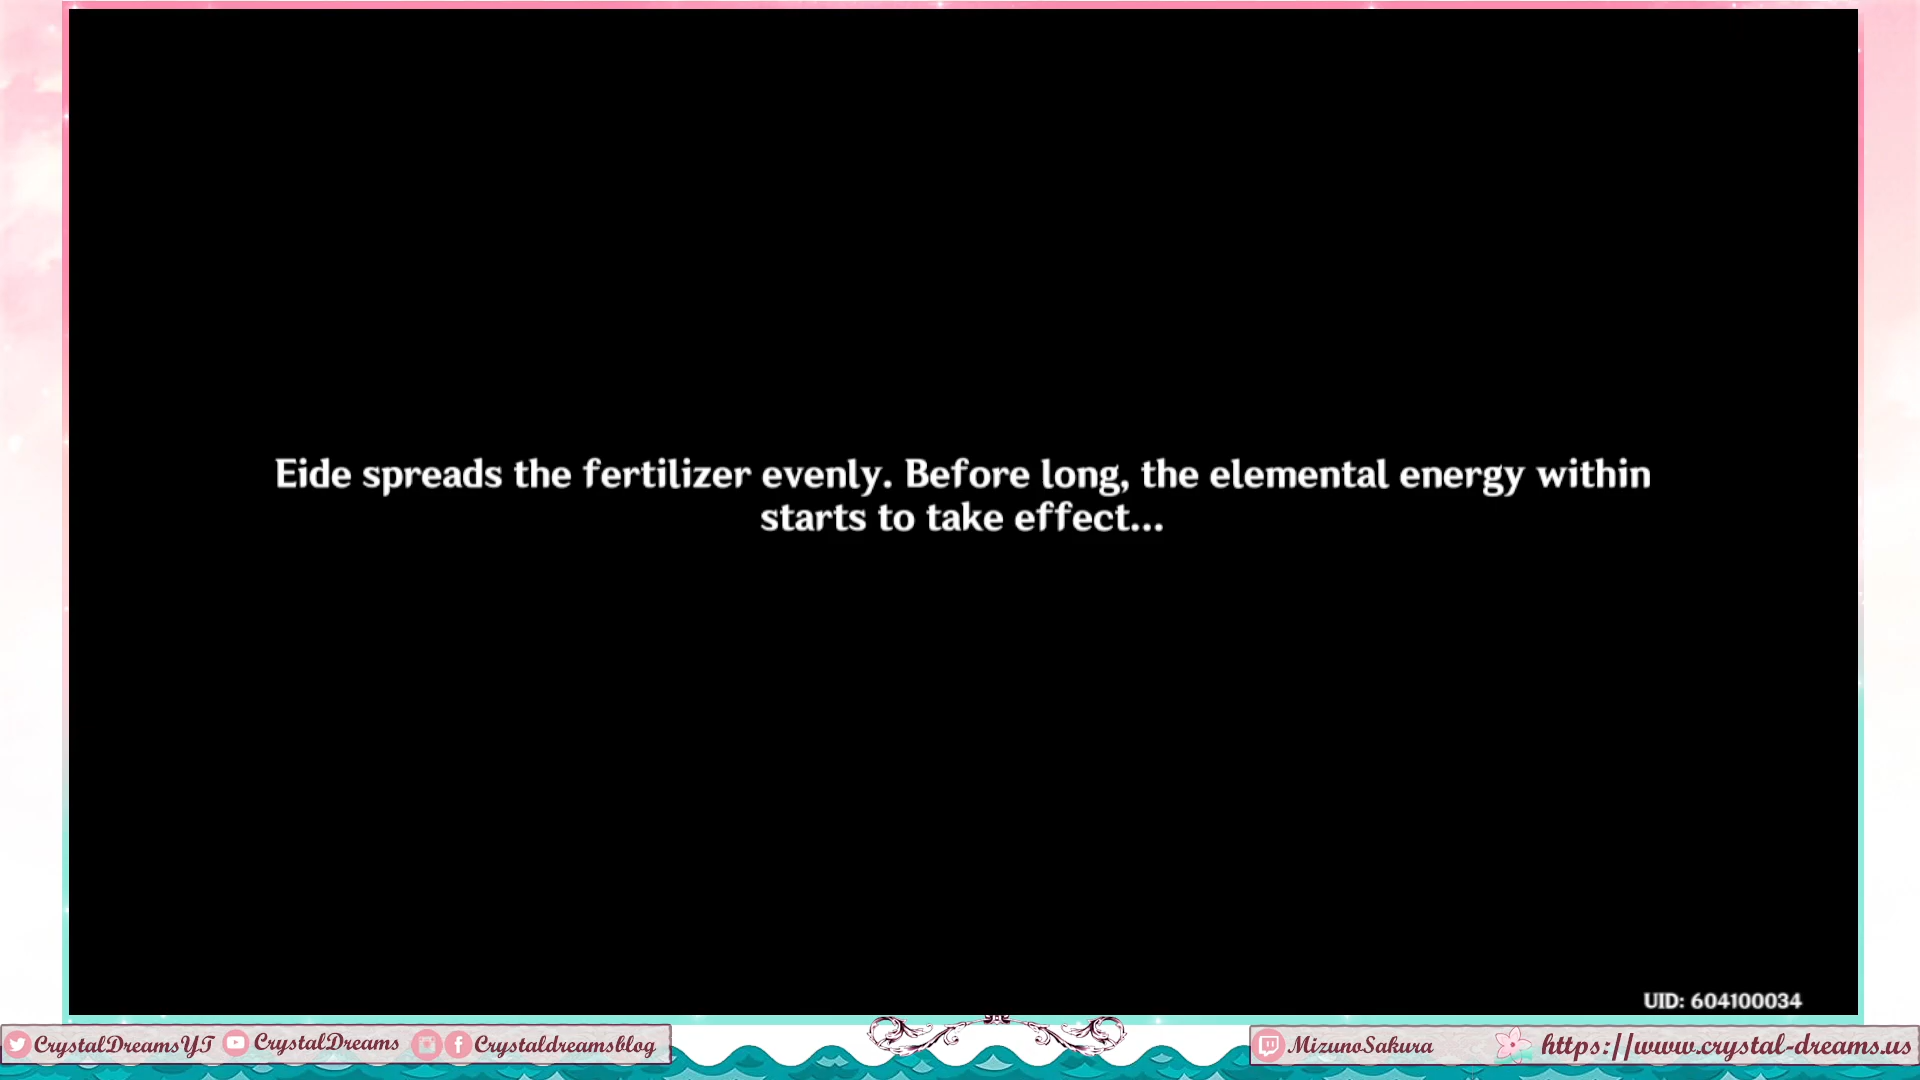 Eide spreads the fertilizer evenly. Before long, the elemental energy within
starts to take effect...
UID: 604100034
CrystalDreamsYT CrystalDreams Crystaldreamsblog MizunoSakura https://www.crystal-dreams.us